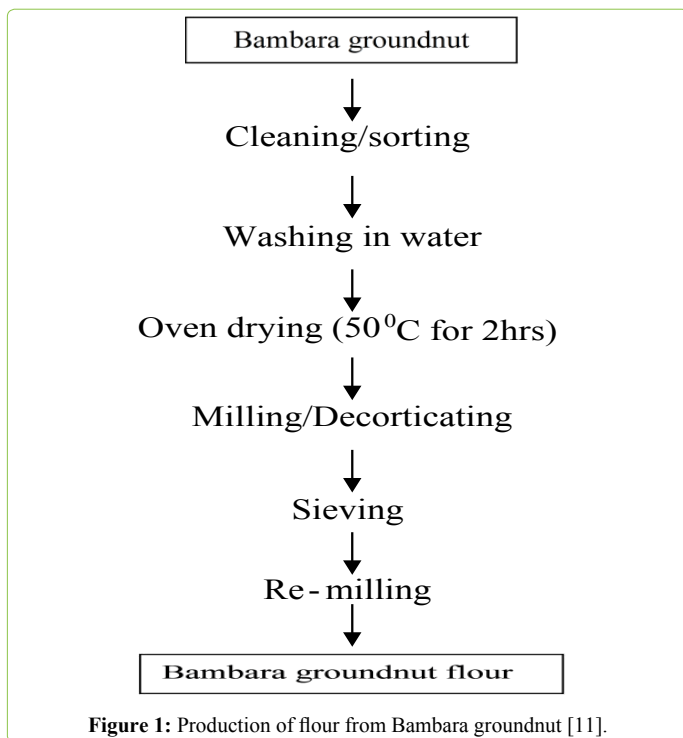 Bambara groundnut
Cleaning/sorting
Washing in water
Oven drying (50⁰C for 2hrs)
Milling/Decorticating
Sieving
Re-milling
Bambara groundnut flour
Figure 1: Production of flour from Bambara groundnut [11].